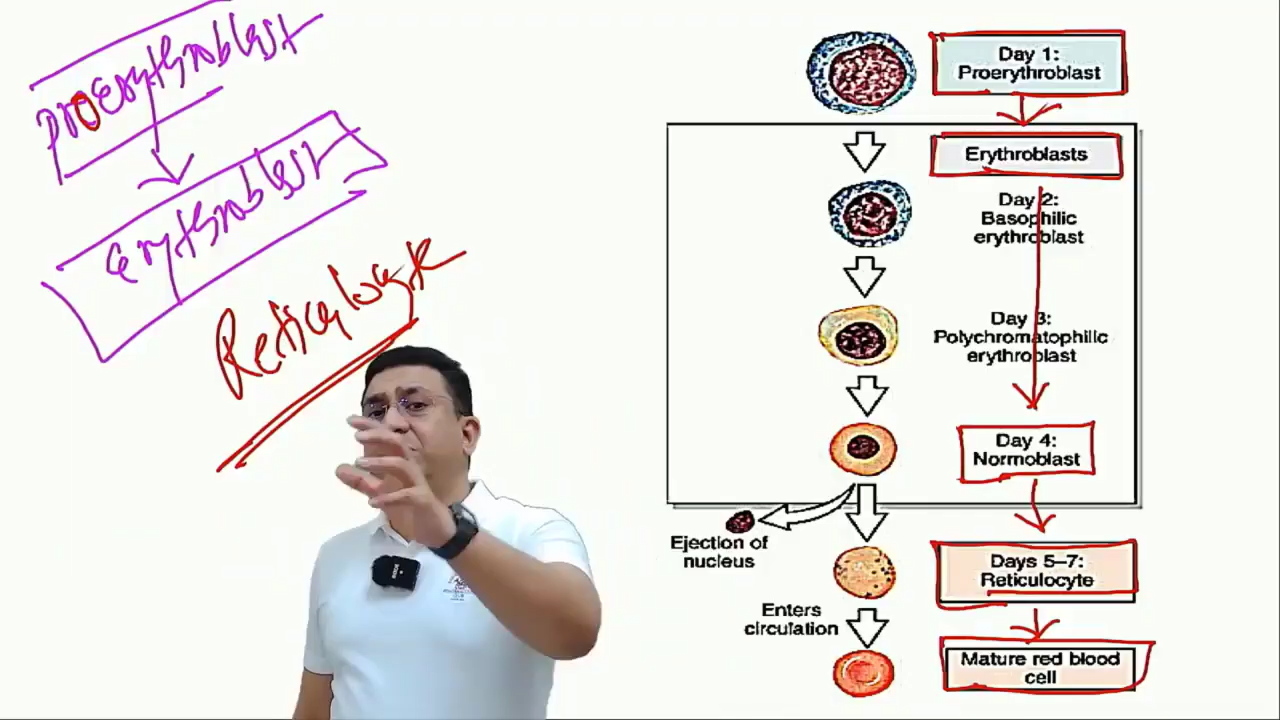 Proerythroblast
Erythroblast
Reticulocyte
Day 1:
Proerythroblast
Erythroblasts
Day 2:
Basophilic
erythroblast
Day 3:
Polychromatophilic
erythroblast
Day 4:
Normoblast
Ejection of
nucleus
Days 5–7:
Reticulocyte
Enters
circulation
Mature red blood
cell